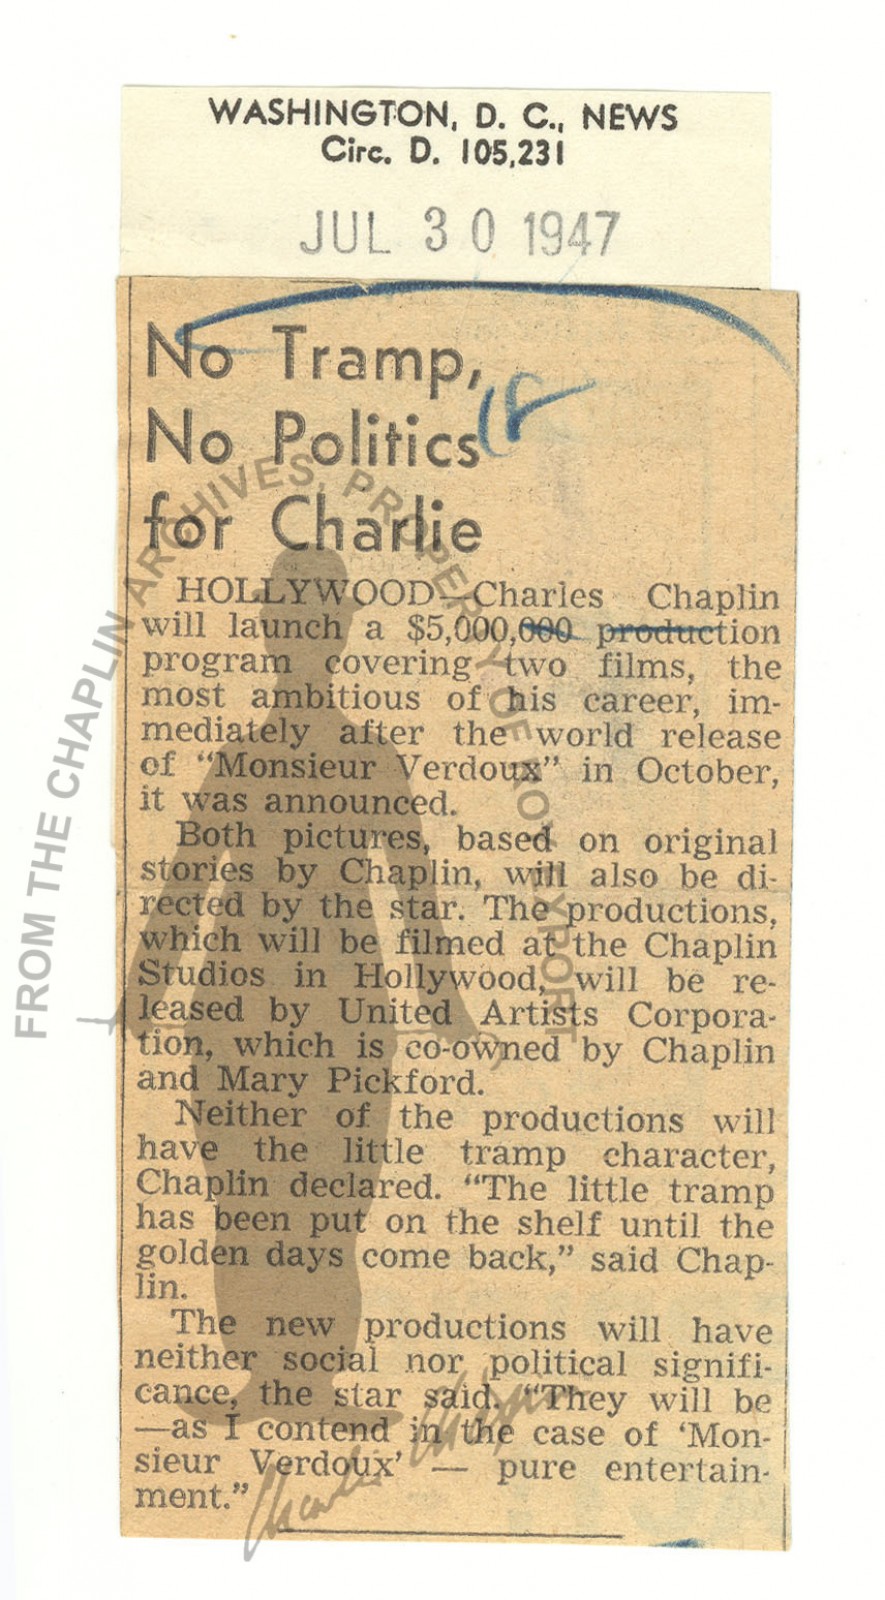 WASHINGTON, D. C., NEWS
Circ. D. 105,231
JUL 30 1947
No Tramp,
No Politics
for Charlie
18
HOLLYWOOD—Charles Chaplin
will launch a $5,000,000 production
program covering two films, the
most ambitious of his career, im-
mediately after the world release
of “Monsieur Verdoux” in October,
it was announced.
Both pictures, based on original
stories by Chaplin, will also be di-
rected by the star. The productions,
which will be filmed at the Chaplin
Studios in Hollywood, will be re-
leased by United Artists Corpora-
tion, which is co-owned by Chaplin
and Mary Pickford.
Neither of the productions will
have the little tramp character,
Chaplin declared. “The little tramp
has been put on the shelf until the
golden days come back,” said Chap-
lin.
The new productions will have
neither social nor political signifi-
cance, the star said. “They will be
—as I contend in the case of ‘Mon-
sieur Verdoux’ — pure entertain-
ment.”
FROM THE CHAPLIN ARCHIVES, PROPERTY OF ROY EXPORT
Charlie Chaplin